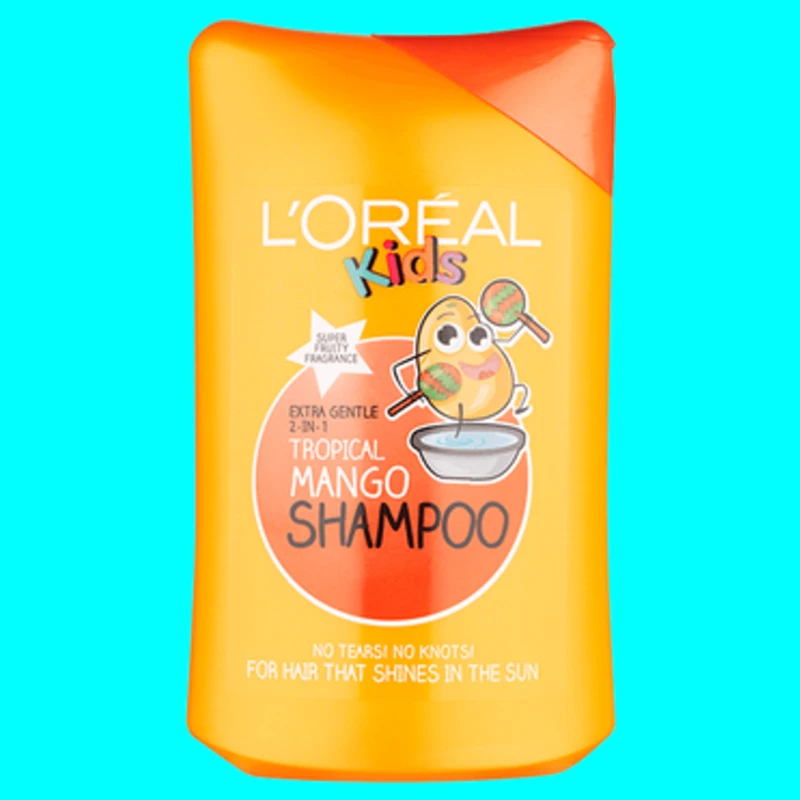 L'ORÉAL
Kids
SUPER
FRUITY
FRAGRANCE
EXTRA GENTLE
2-IN-1
TROPICAL
MANGO
SHAMPOO
NO TEARS! NO KNOTS!
FOR HAIR THAT SHINES IN THE SUN